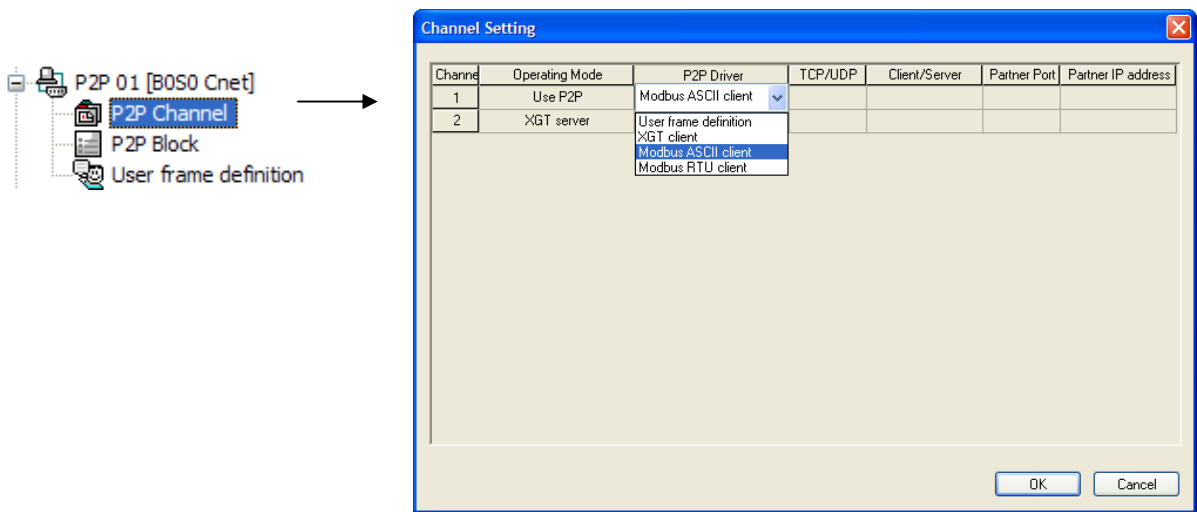 P2P 01 [B0S0 Cnet]
P2P Channel
P2P Block
User frame definition
Channel Setting
Channe Operating Mode P2P Driver TCP/UDP Client/Server Partner Port Partner IP address
1 Use P2P Modbus ASCII client
2 XGT server
User frame definition
XGT client
Modbus ASCII client
Modbus RTU client
OK Cancel